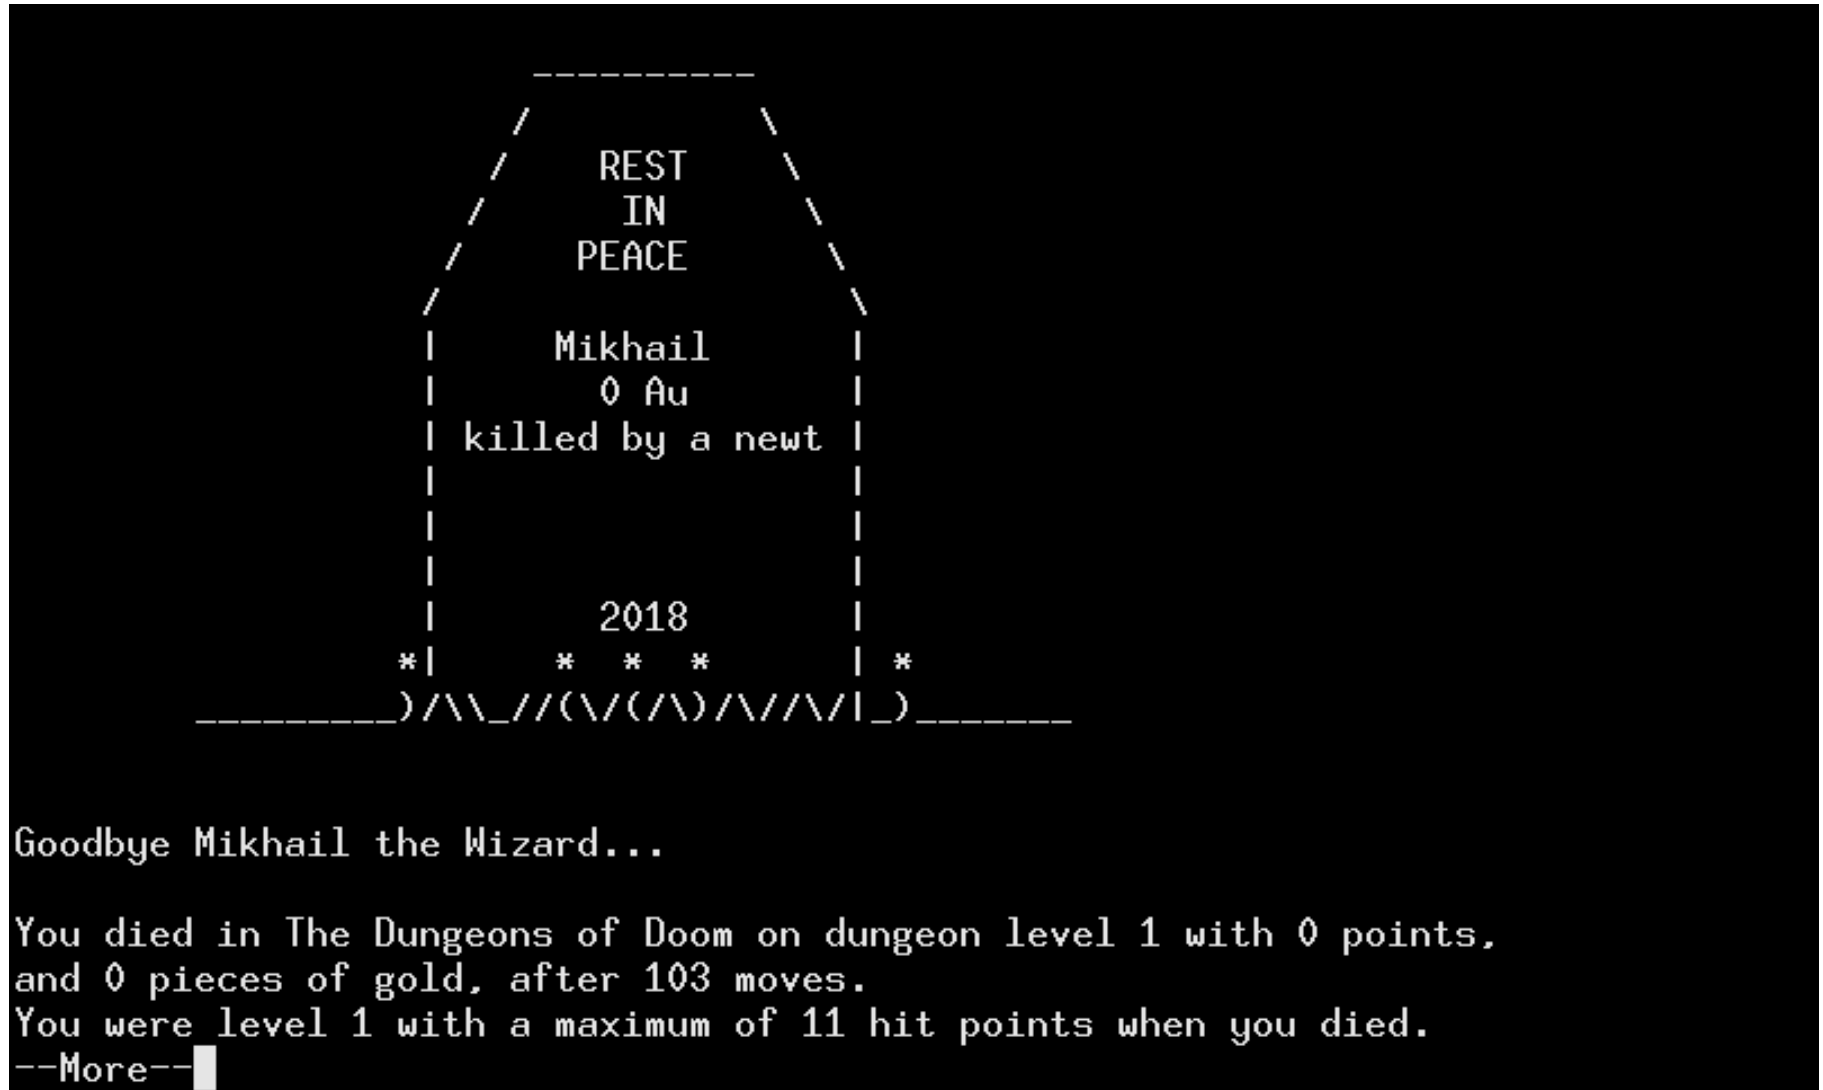 REST
IN
PEACE
Mikhail
0 Au
killed by a newt
2018
*| * * * | *
_________)/\\_//(\/(/\)/\//\/|_)_______
Goodbye Mikhail the Wizard...
You died in The Dungeons of Doom on dungeon level 1 with 0 points,
and 0 pieces of gold, after 103 moves.
You were level 1 with a maximum of 11 hit points when you died.
--More--